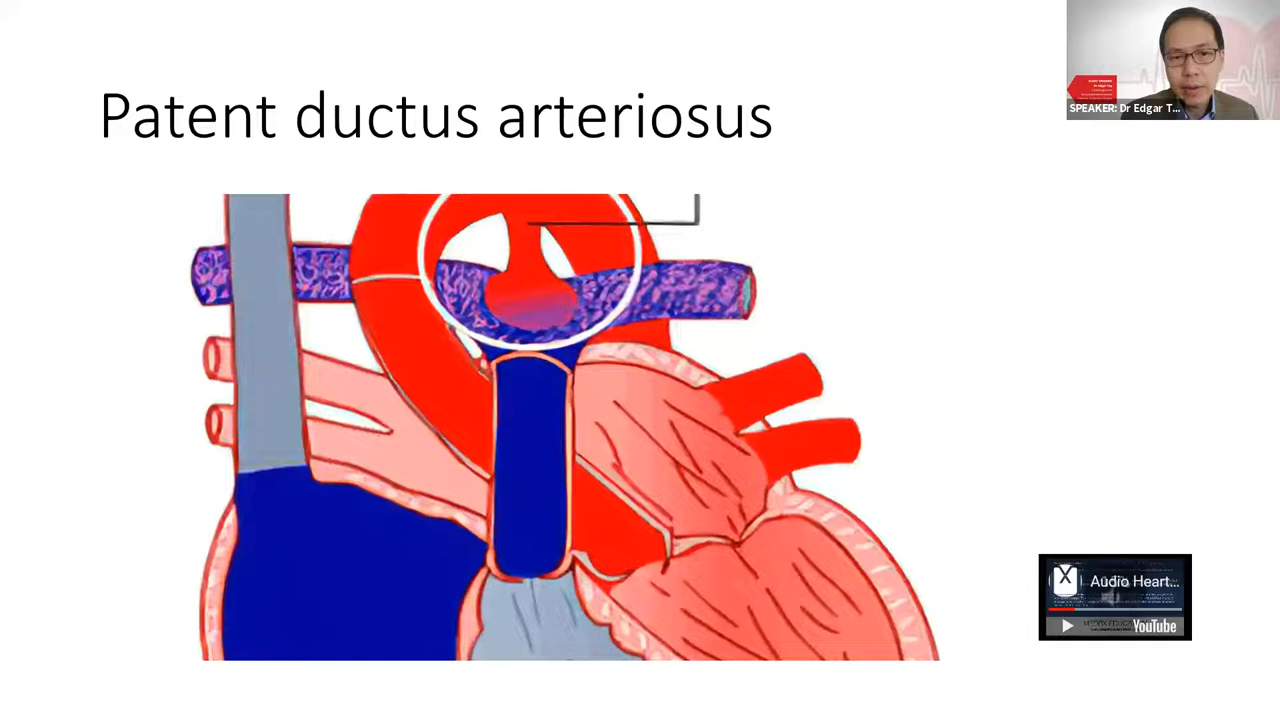 Patent ductus arteriosus
SPEAKER: Dr Edgar T...
X
Audio Heart...
YouTube